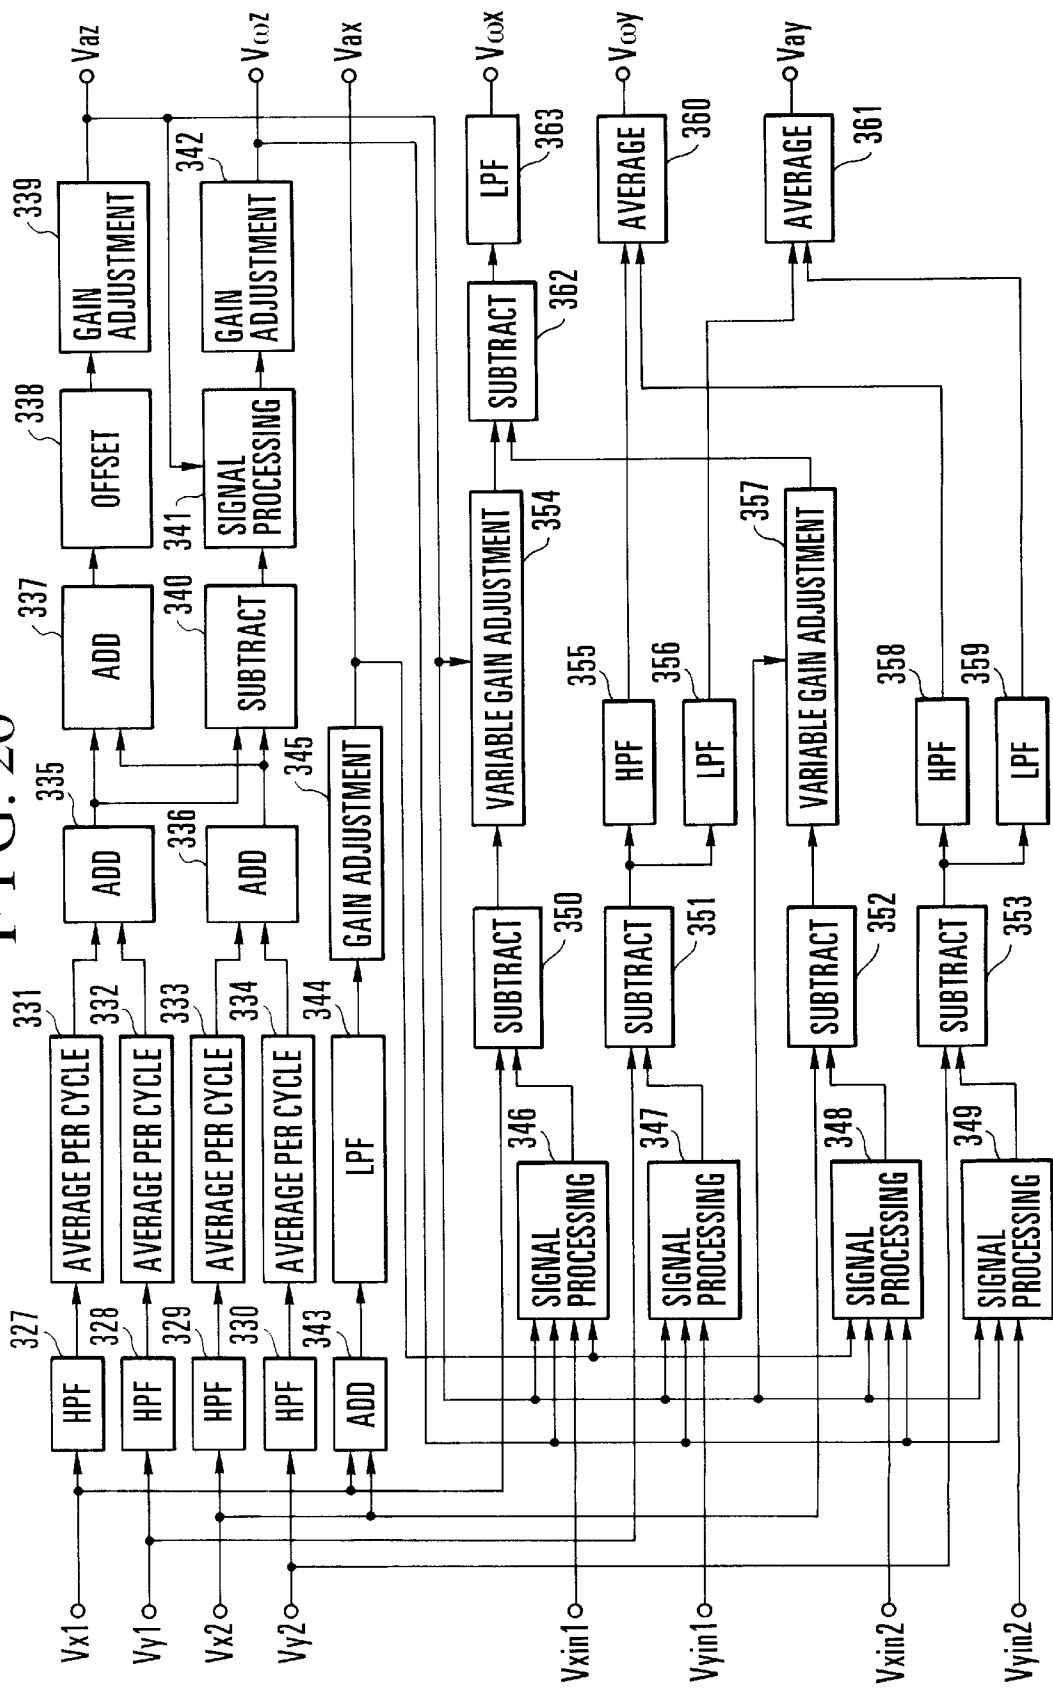 FIG. 20
Vx1
Vy1
Vx2
Vy2
Vxin1
Vyin1
Vxin2
Vyin2
HPF
327
HPF
328
HPF
329
HPF
330
ADD
343
AVERAGE PER CYCLE
331
AVERAGE PER CYCLE
332
AVERAGE PER CYCLE
333
AVERAGE PER CYCLE
334
LPF
344
ADD
335
ADD
336
GAIN ADJUSTMENT
345
ADD
337
SUBTRACT
340
OFFSET
338
SIGNAL
PROCESSING
341
GAIN
ADJUSTMENT
339
GAIN
ADJUSTMENT
342
Vaz
Vωz
Vax
SIGNAL
PROCESSING
346
SIGNAL
PROCESSING
347
SIGNAL
PROCESSING
348
SIGNAL
PROCESSING
349
SUBTRACT
350
SUBTRACT
351
SUBTRACT
352
SUBTRACT
353
VARIABLE GAIN ADJUSTMENT
354
HPF
355
LPF
356
VARIABLE GAIN ADJUSTMENT
357
HPF
358
LPF
359
SUBTRACT
362
LPF
363
AVERAGE
360
AVERAGE
361
Vωx
Vωy
Vay